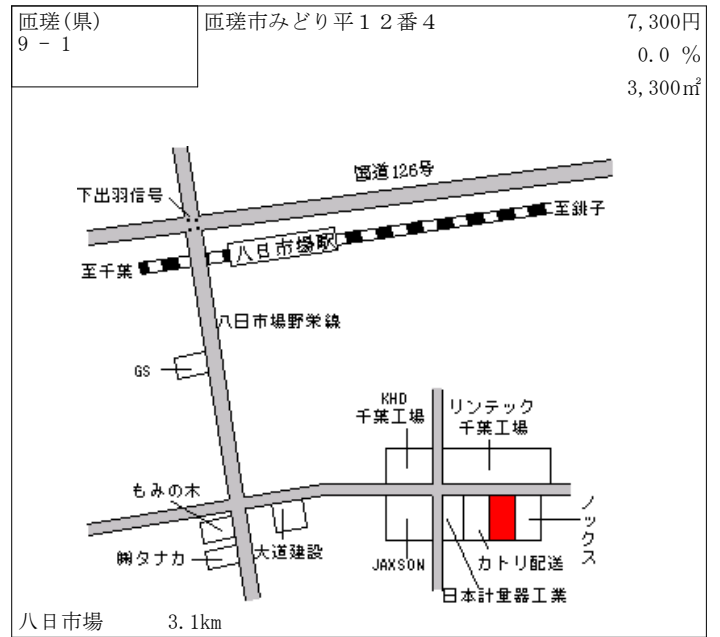 匝瑳(県)
9 - 1
匝瑳市みどり平１２番４
7,300円
0.0 %
3,300㎡
国道126号
下出羽信号
至銚子
八日市場駅
至千葉
八日市場野栄線
GS
KHD
千葉工場
リンテック
千葉工場
もみの木
㈱タナカ
大道建設
JAXSON
カトリ配送
ノックス
日本計量器工業
八日市場 3.1km